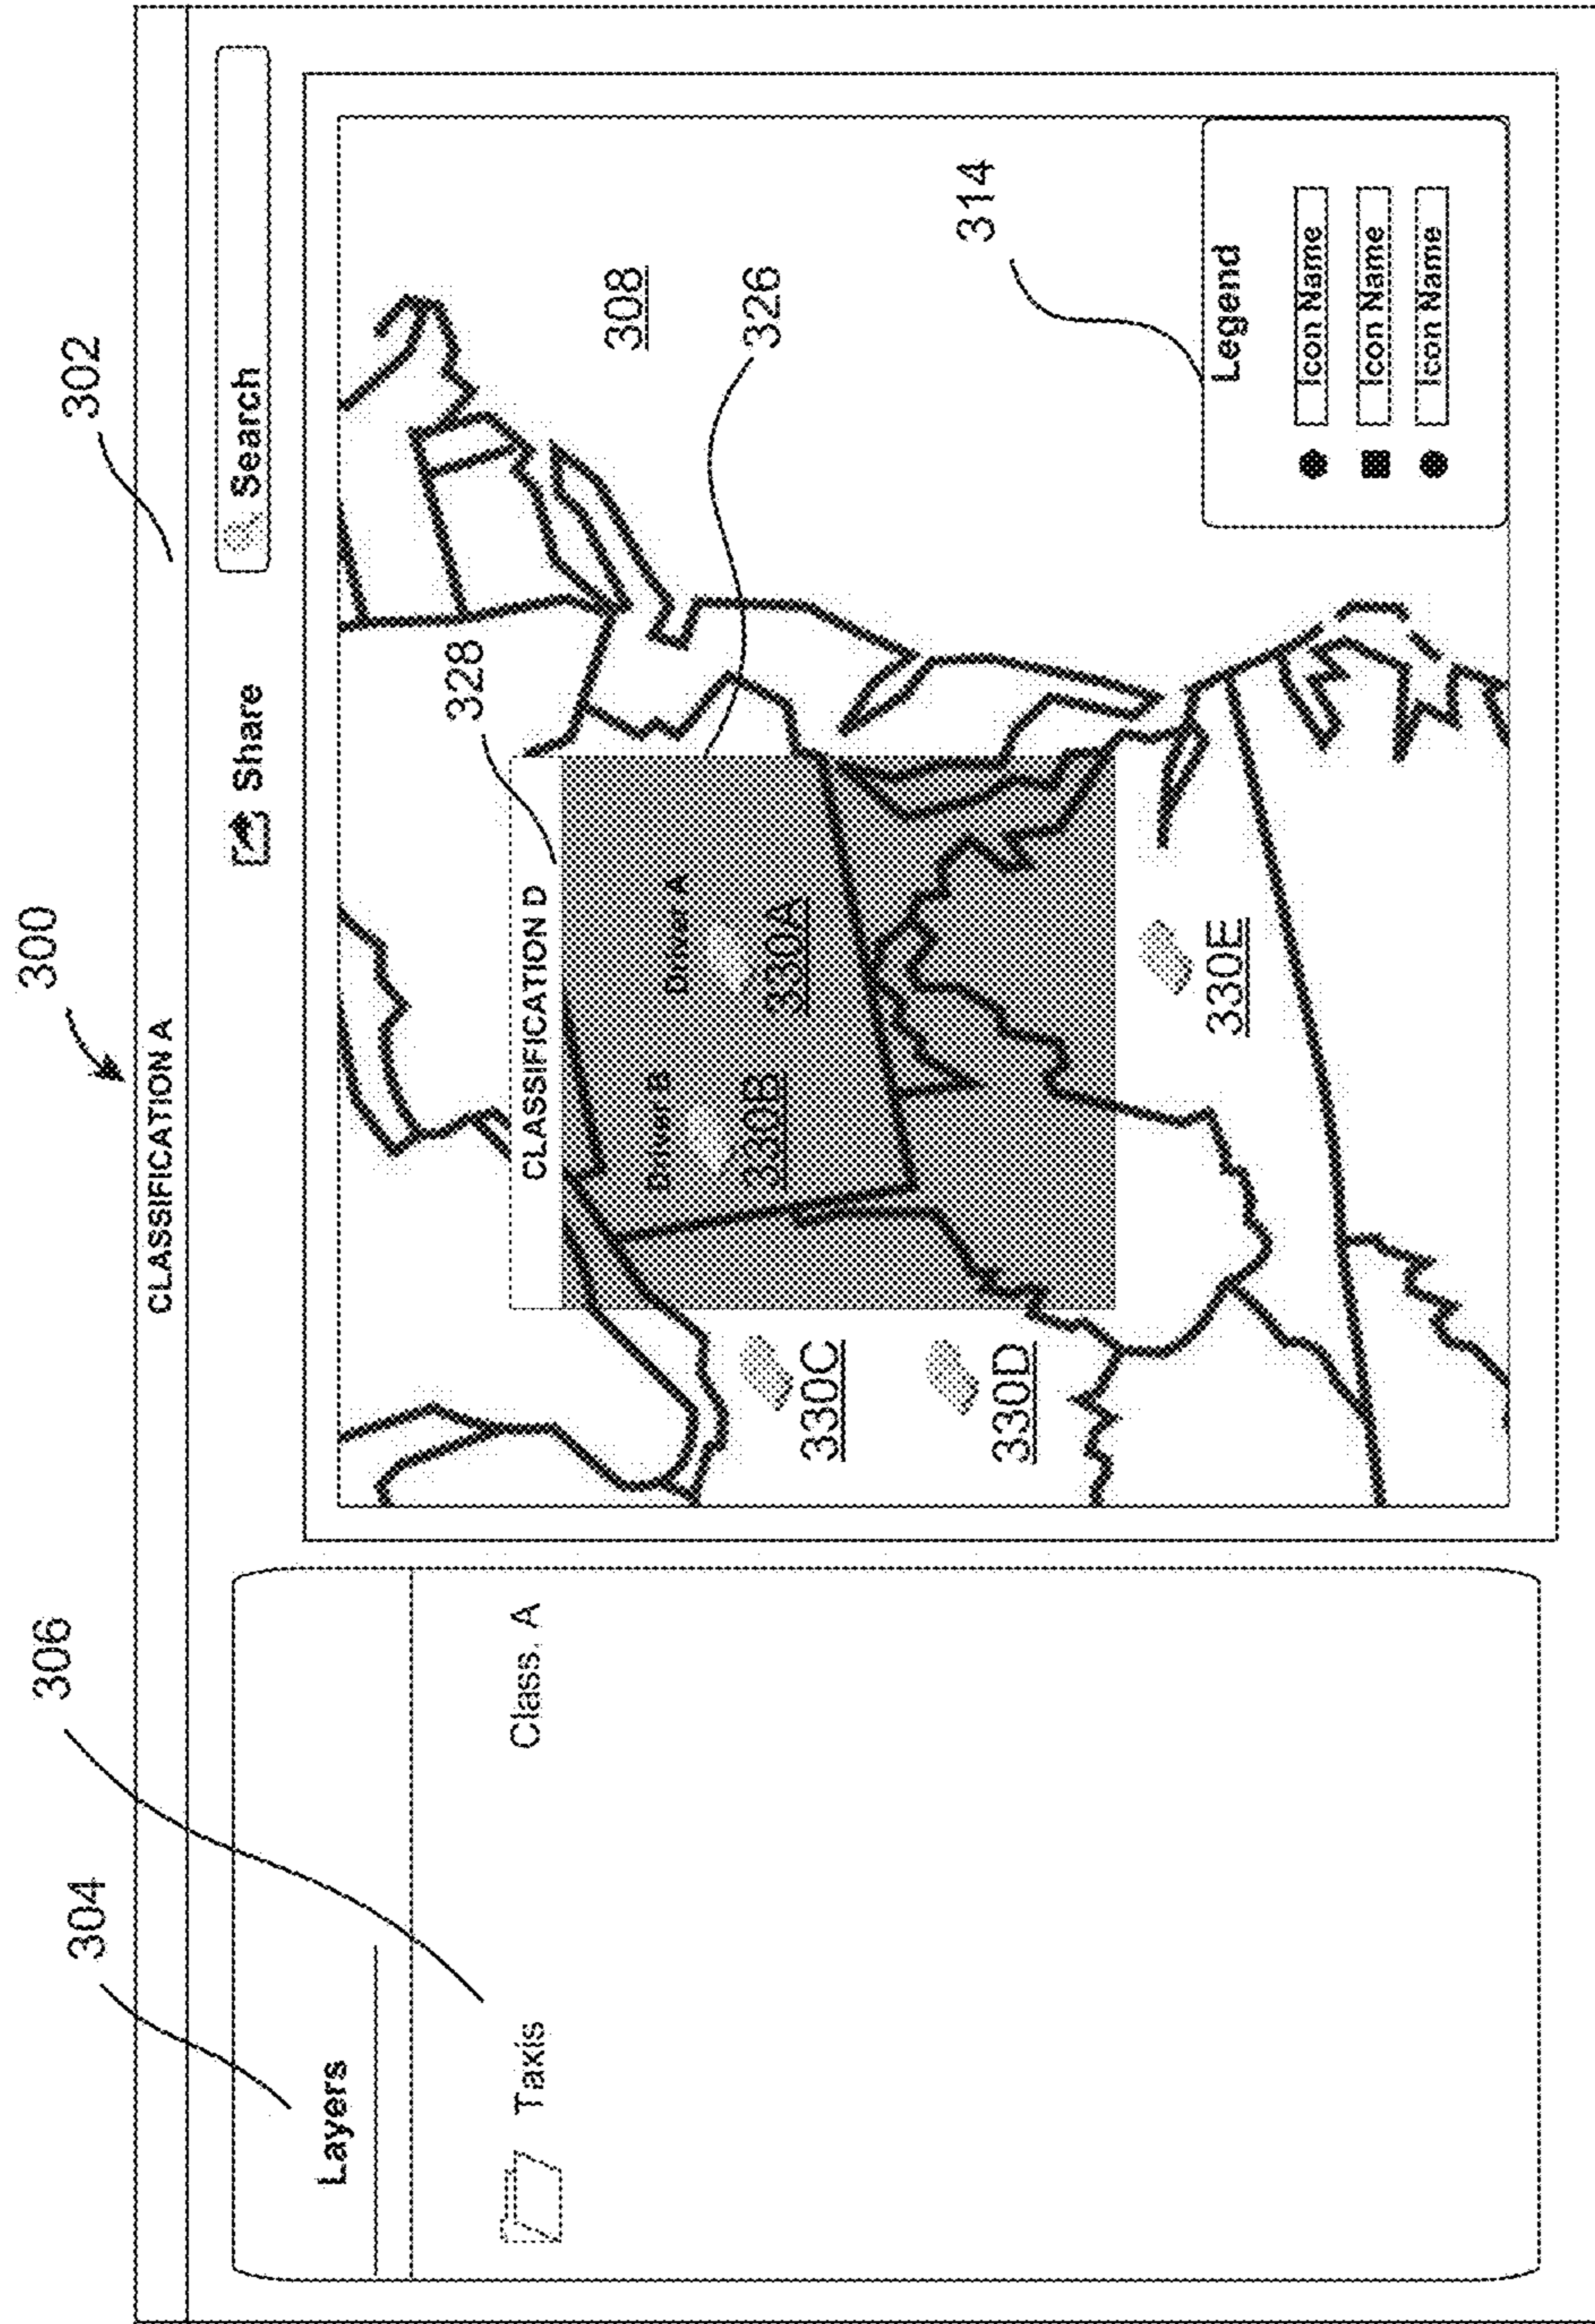 300
302
CLASSIFICATION A
304
306
Share
Search
Layers
Taxis
Class. A
328
CLASSIFICATION D
308
326
Driver B
Driver A
330B
330A
330C
330D
330E
314
Legend
Icon Name
Icon Name
Icon Name